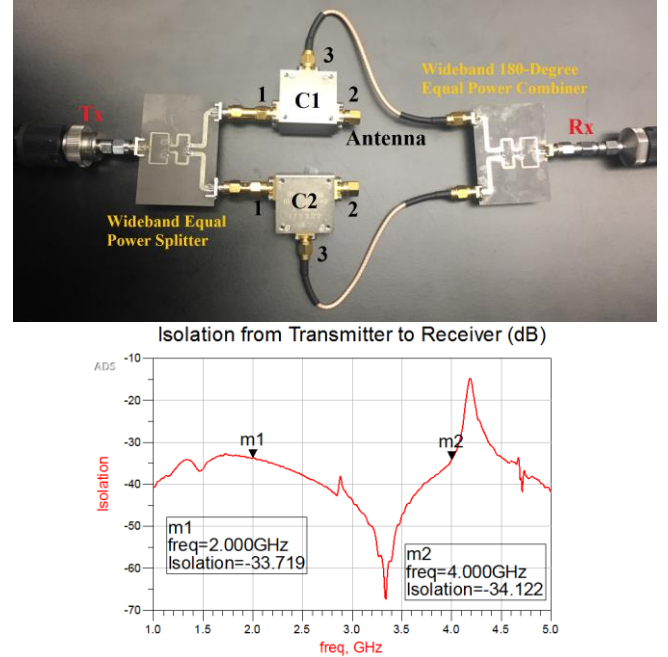 3
Wideband 180-Degree
Equal Power Combiner
Tx
1
C1
2
Rx
Antenna
Wideband Equal
Power Splitter
1
C2
2
3
Isolation from Transmitter to Receiver (dB)
ADS
-10
-20
-30
-40
-50
-60
-70
Isolation
m1
m2
m1
freq=2.000GHz
Isolation=-33.719
m2
freq=4.000GHz
Isolation=-34.122
1.0
1.5
2.0
2.5
3.0
3.5
4.0
4.5
5.0
freq, GHz